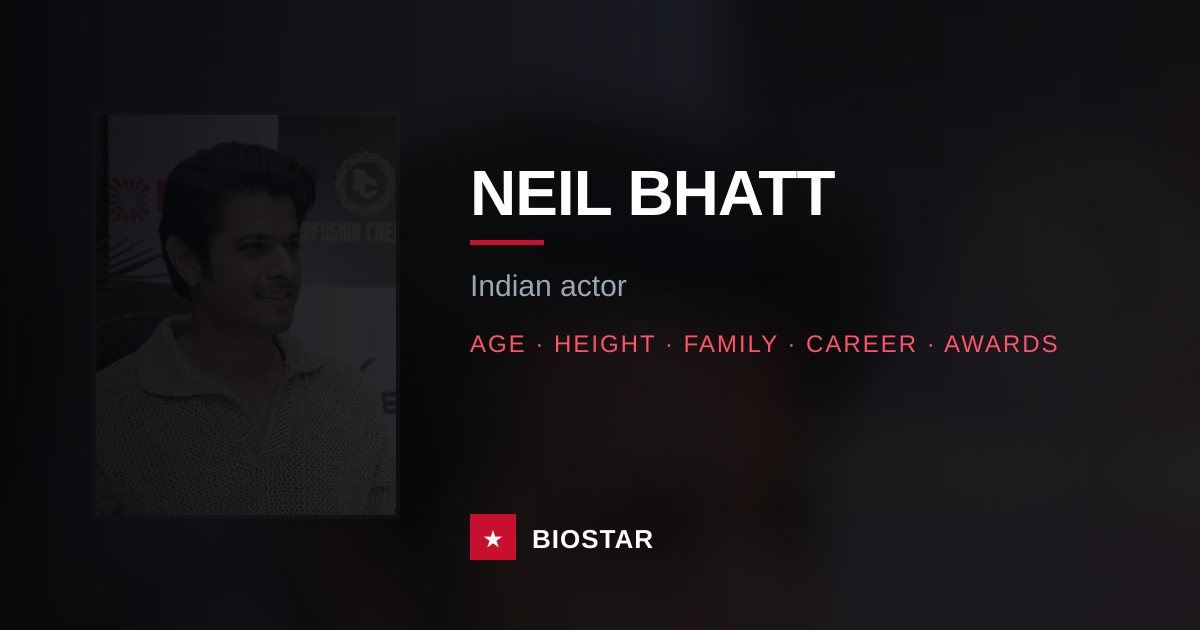 NEIL BHATT
Indian actor
AGE · HEIGHT · FAMILY · CAREER · AWARDS
BIOSTAR